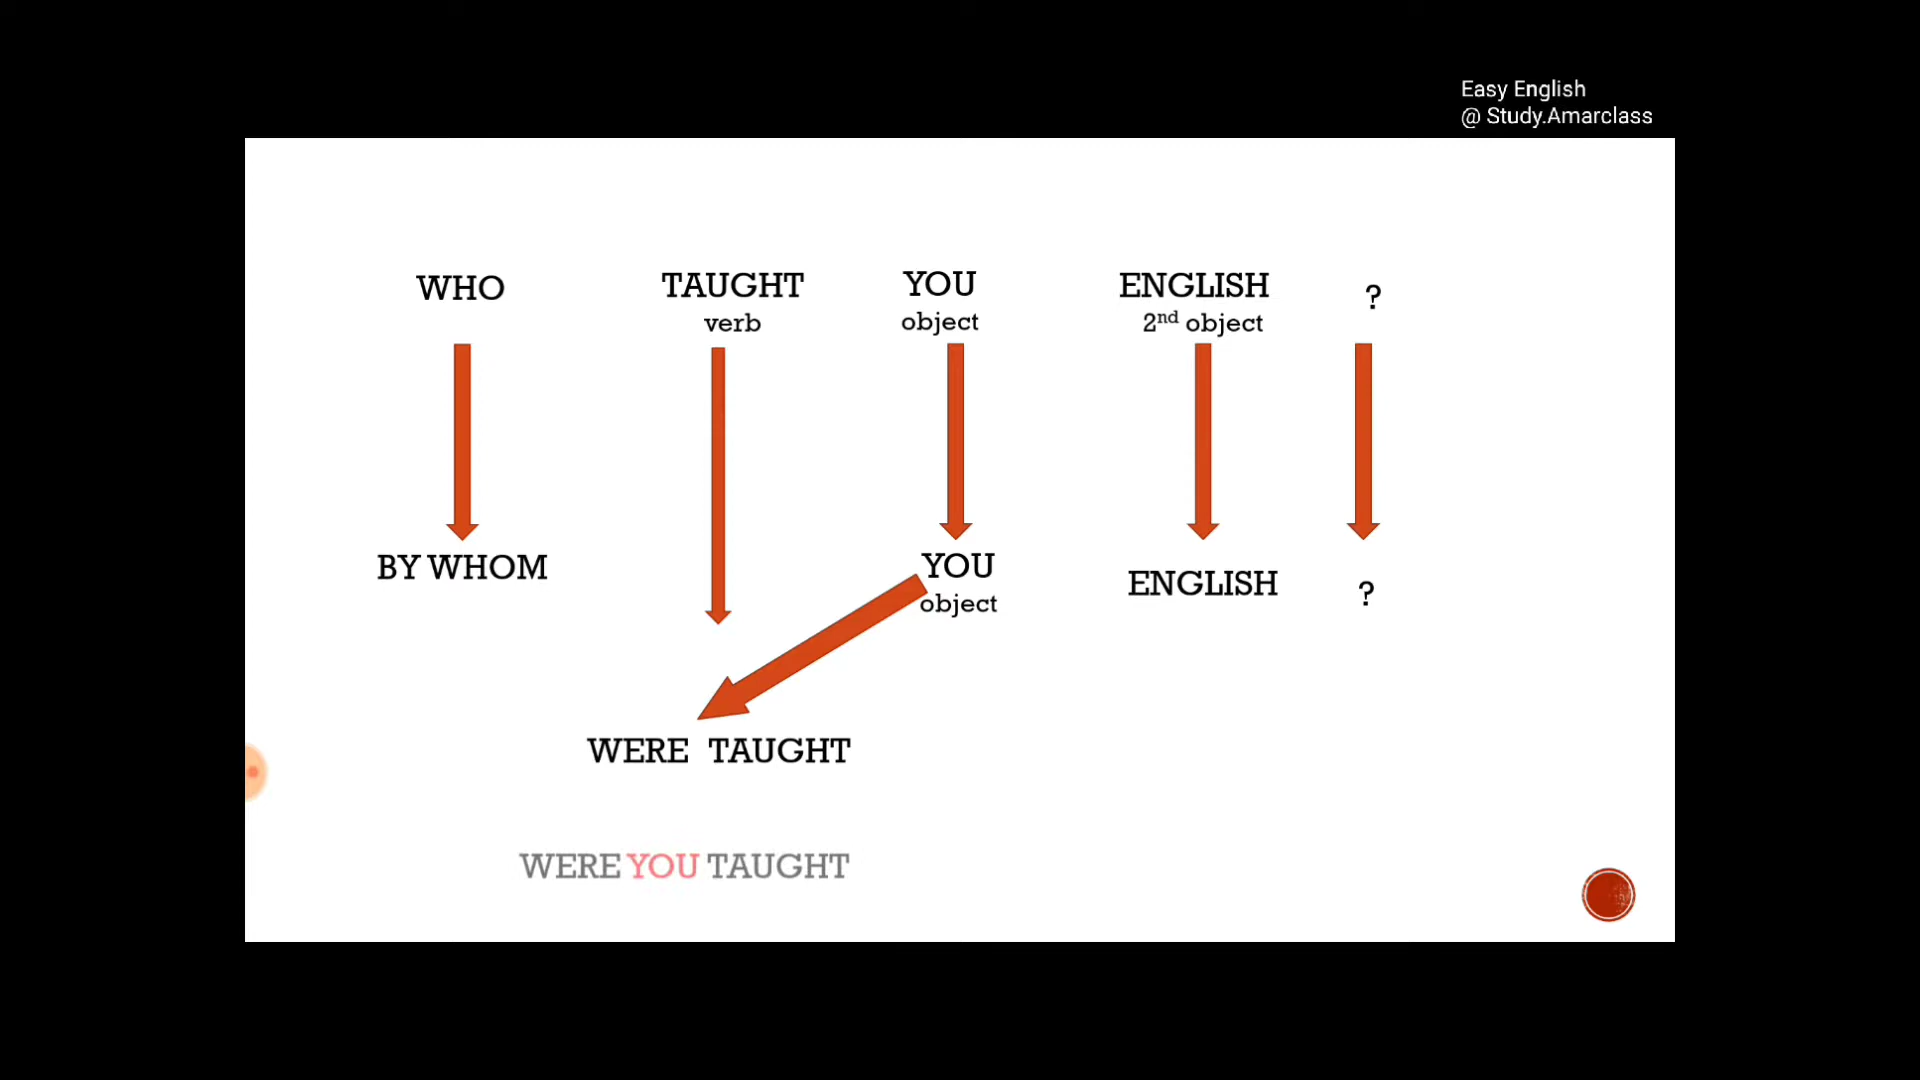 Easy English
@ Study.Amarclass
WHO TAUGHT YOU ENGLISH ?
verb object 2nd object
BY WHOM YOU ENGLISH ?
object
WERE TAUGHT
WERE YOU TAUGHT